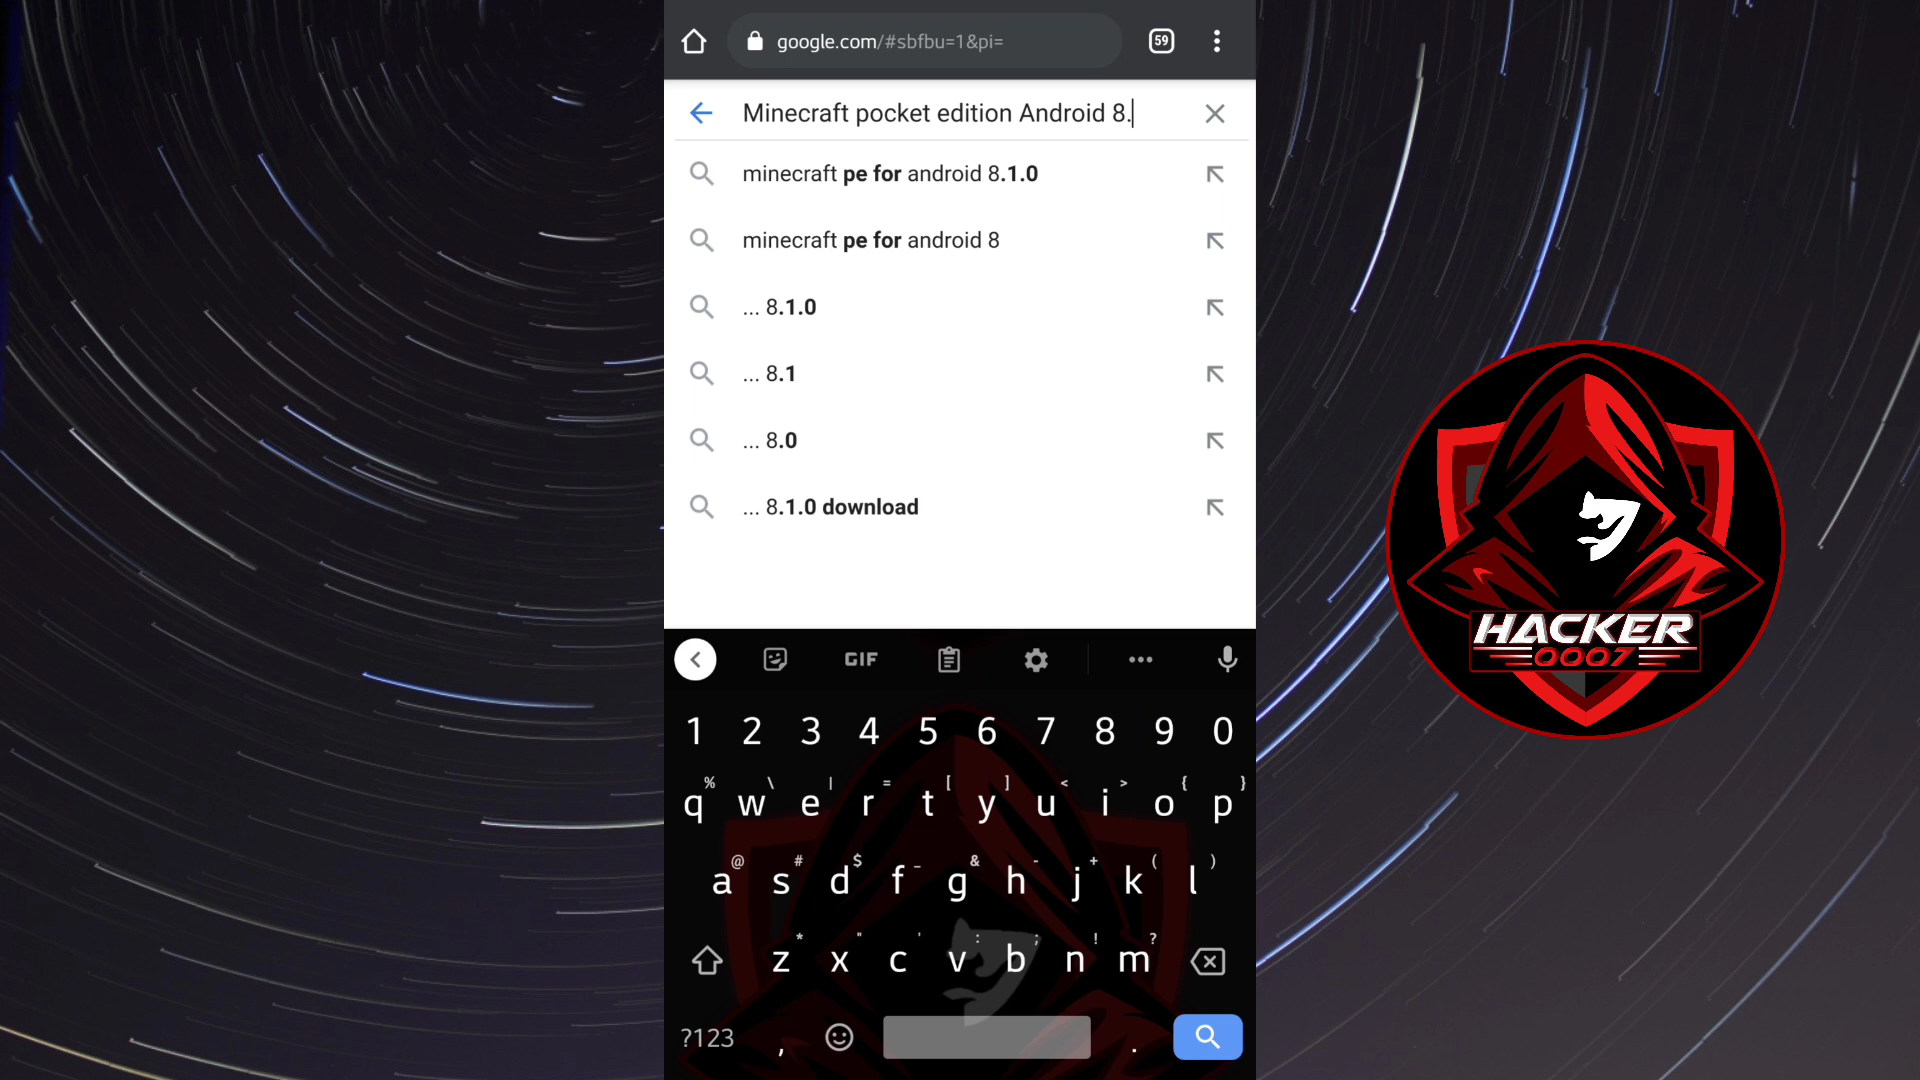 google.com/#sbfbu=1&pi=
59
Minecraft pocket edition Android 8.
minecraft pe for android 8.1.0
minecraft pe for android 8
... 8.1.0
... 8.1
... 8.0
... 8.1.0 download
GIF
1 2 3 4 5 6 7 8 9 0
% \ | = [ ] < > { }
q w e r t y u i o p
@ # $ _ & - + ( )
a s d f g h j k l
* " ' : ; ! ?
z x c v b n m
?123 , .
HACKER
0007